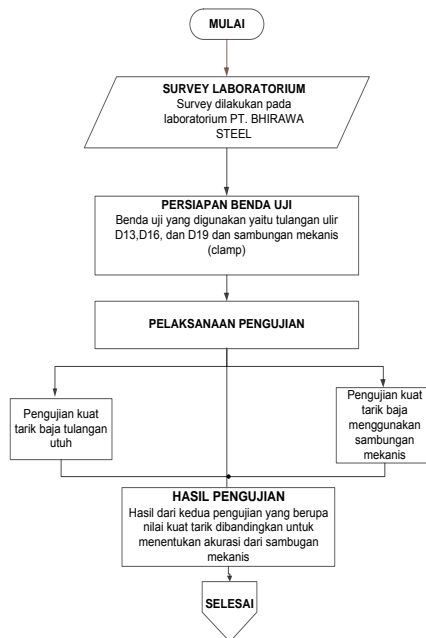 MULAI
SURVEY LABORATORIUM
Survey dilakukan pada
laboratorium PT. BHIRAWA
STEEL
PERSIAPAN BENDA UJI
Benda uji yang digunakan yaitu tulangan ulir
D13,D16, dan D19 dan sambungan mekanis
(clamp)
PELAKSANAAN PENGUJIAN
Pengujian kuat
tarik baja tulangan
utuh
Pengujian kuat
tarik baja
menggunakan
sambungan
mekanis
HASIL PENGUJIAN
Hasil dari kedua pengujian yang berupa
nilai kuat tarik dibandingkan untuk
menentukan akurasi dari sambugan
mekanis
SELESAI